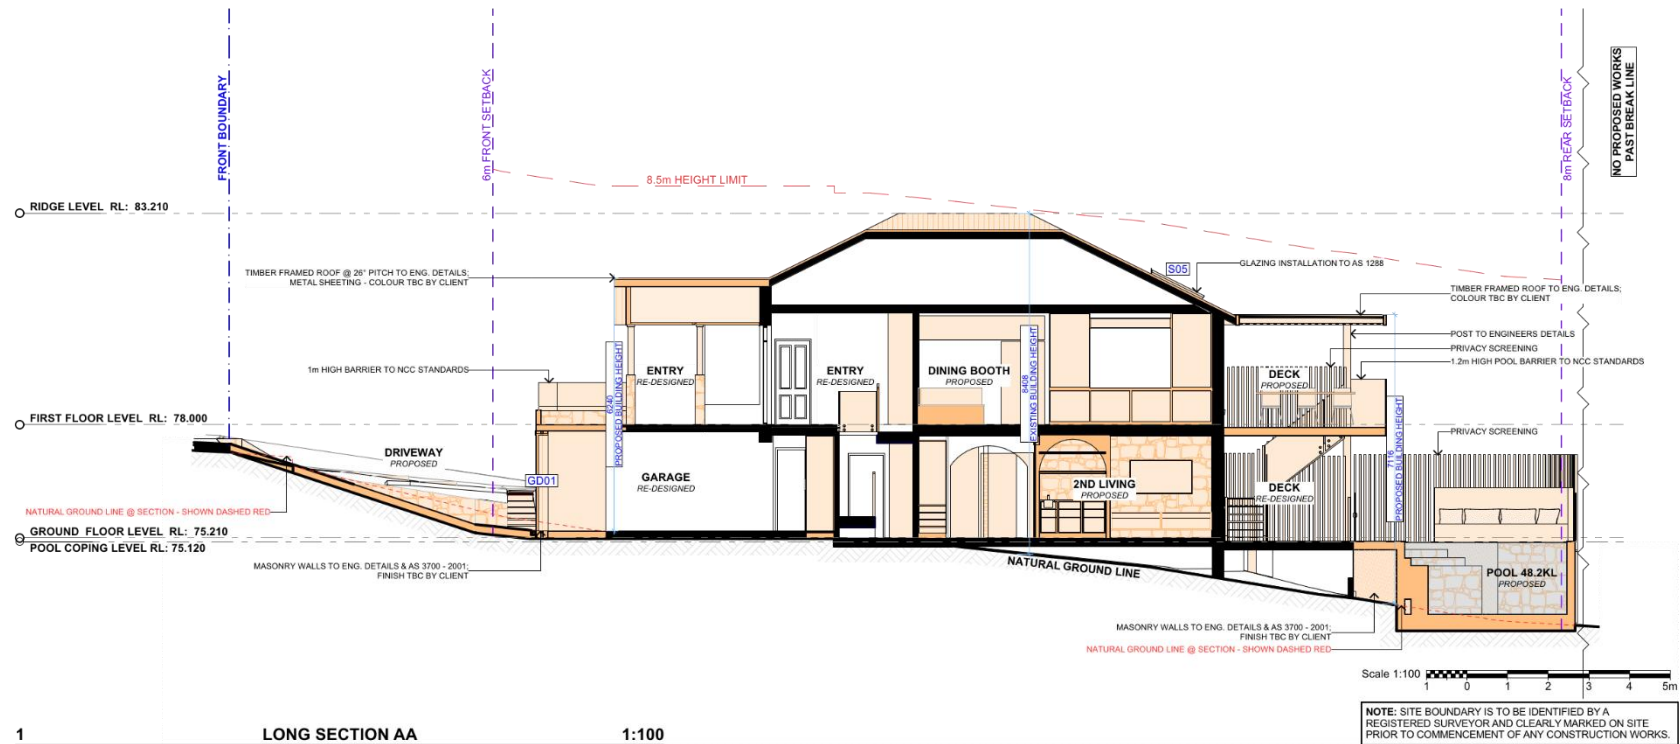 FRONT BOUNDARY
6m FRONT SETBACK
8m REAR SETBACK
NO PROPOSED WORKS
PAST BREAK LINE
8.5m HEIGHT LIMIT
RIDGE LEVEL RL: 83.210
TIMBER FRAMED ROOF @ 26° PITCH TO ENG. DETAILS;
METAL SHEETING - COLOUR TBC BY CLIENT
S05
GLAZING INSTALLATION TO AS 1288
TIMBER FRAMED ROOF TO ENG. DETAILS;
COLOUR TBC BY CLIENT
POST TO ENGINEERS DETAILS
PRIVACY SCREENING
1.2m HIGH POOL BARRIER TO NCC STANDARDS
1m HIGH BARRIER TO NCC STANDARDS
6240
PROPOSED BUILDING HEIGHT
ENTRY
RE-DESIGNED
ENTRY
RE-DESIGNED
DINING BOOTH
PROPOSED
8408
EXISTING BUILDING HEIGHT
DECK
PROPOSED
7116
PROPOSED BUILDING HEIGHT
FIRST FLOOR LEVEL RL: 78.000
PRIVACY SCREENING
DRIVEWAY
PROPOSED
GD01
GARAGE
RE-DESIGNED
2ND LIVING
PROPOSED
DECK
RE-DESIGNED
NATURAL GROUND LINE @ SECTION - SHOWN DASHED RED
GROUND FLOOR LEVEL RL: 75.210
POOL COPING LEVEL RL: 75.120
MASONRY WALLS TO ENG. DETAILS & AS 3700 - 2001;
FINISH TBC BY CLIENT
NATURAL GROUND LINE
POOL 48.2KL
PROPOSED
MASONRY WALLS TO ENG. DETAILS & AS 3700 - 2001;
FINISH TBC BY CLIENT
NATURAL GROUND LINE @ SECTION - SHOWN DASHED RED
Scale 1:100
1 0 1 2 3 4 5m
NOTE: SITE BOUNDARY IS TO BE IDENTIFIED BY A
REGISTERED SURVEYOR AND CLEARLY MARKED ON SITE
PRIOR TO COMMENCEMENT OF ANY CONSTRUCTION WORKS.
1 LONG SECTION AA 1:100